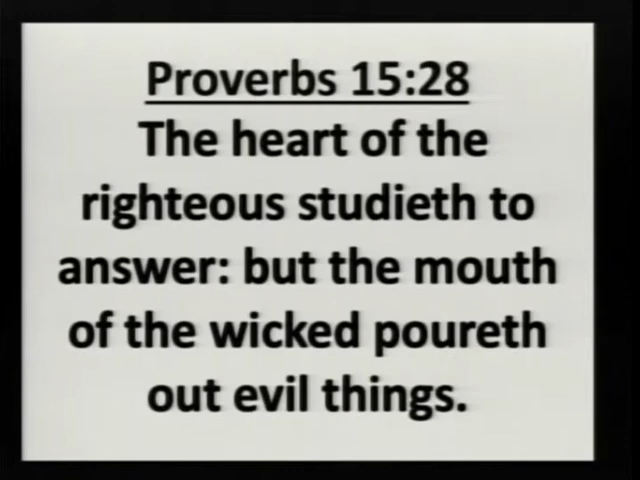 Proverbs 15:28
The heart of the
righteous studieth to
answer: but the mouth
of the wicked poureth
out evil things.